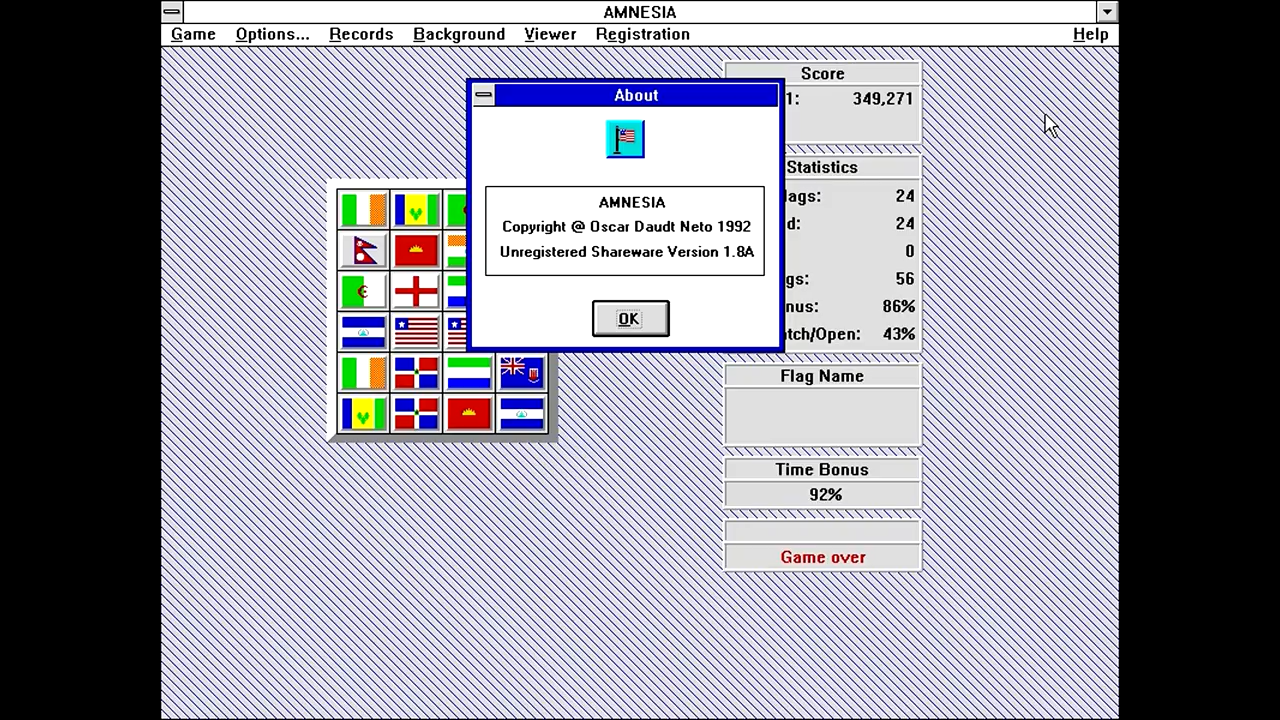 AMNESIA
Game Options... Records Background Viewer Registration Help
About
AMNESIA
Copyright @ Oscar Daudt Neto 1992
Unregistered Shareware Version 1.8A
OK
Score
1: 349,271
Statistics
lags: 24
d: 24
0
gs: 56
nus: 86%
tch/Open: 43%
Flag Name
Time Bonus
92%
Game over